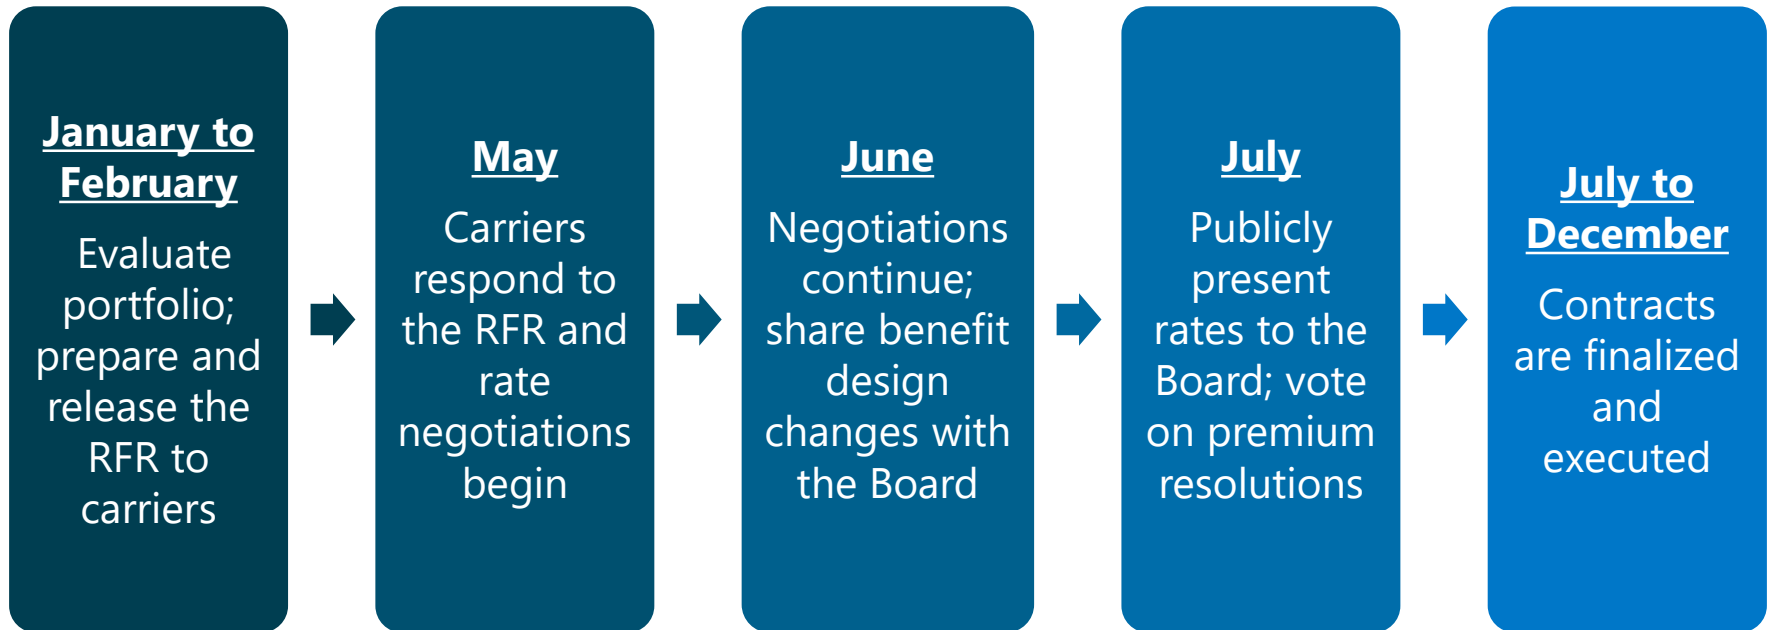 January to
February
Evaluate
portfolio;
prepare and
release the
RFR to
carriers
May
Carriers
respond to
the RFR and
rate
negotiations
begin
June
Negotiations
continue;
share benefit
design
changes with
the Board
July
Publicly
present
rates to the
Board; vote
on premium
resolutions
July to
December
Contracts
are finalized
and
executed